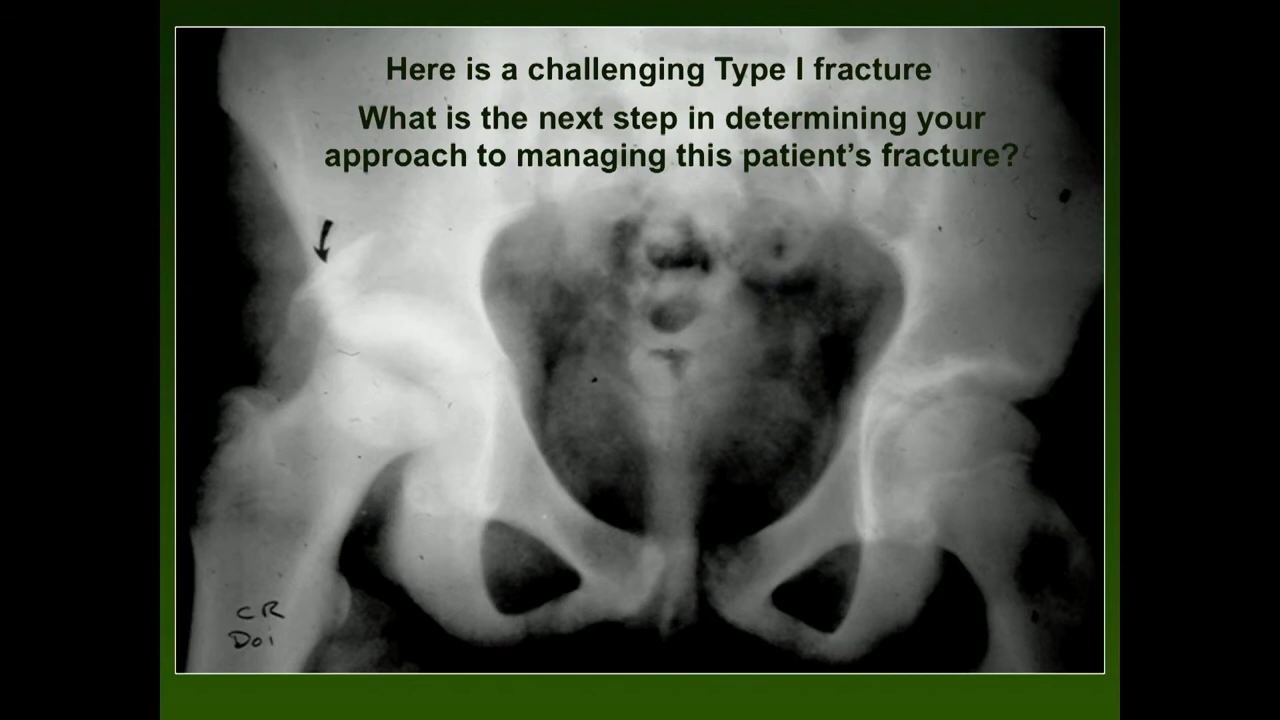 Here is a challenging Type I fracture
What is the next step in determining your
approach to managing this patient’s fracture?
CR
Doi